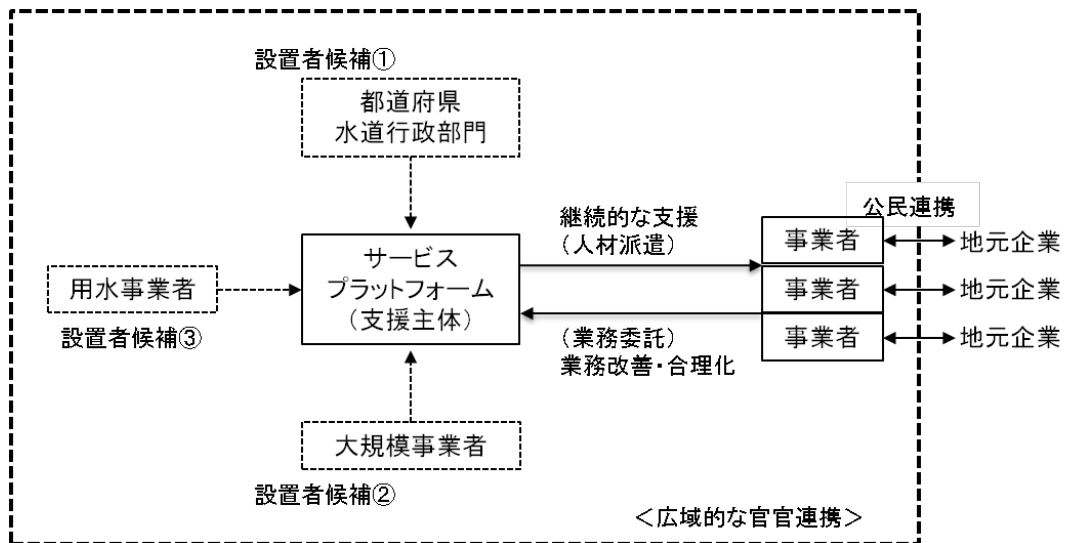 設置者候補①
都道府県
水道行政部門
公民連携
継続的な支援
（人材派遣）
事業者
地元企業
サービス
プラットフォーム
（支援主体）
用水事業者
設置者候補③
事業者
地元企業
（業務委託）
業務改善・合理化
事業者
地元企業
大規模事業者
設置者候補②
＜広域的な官官連携＞